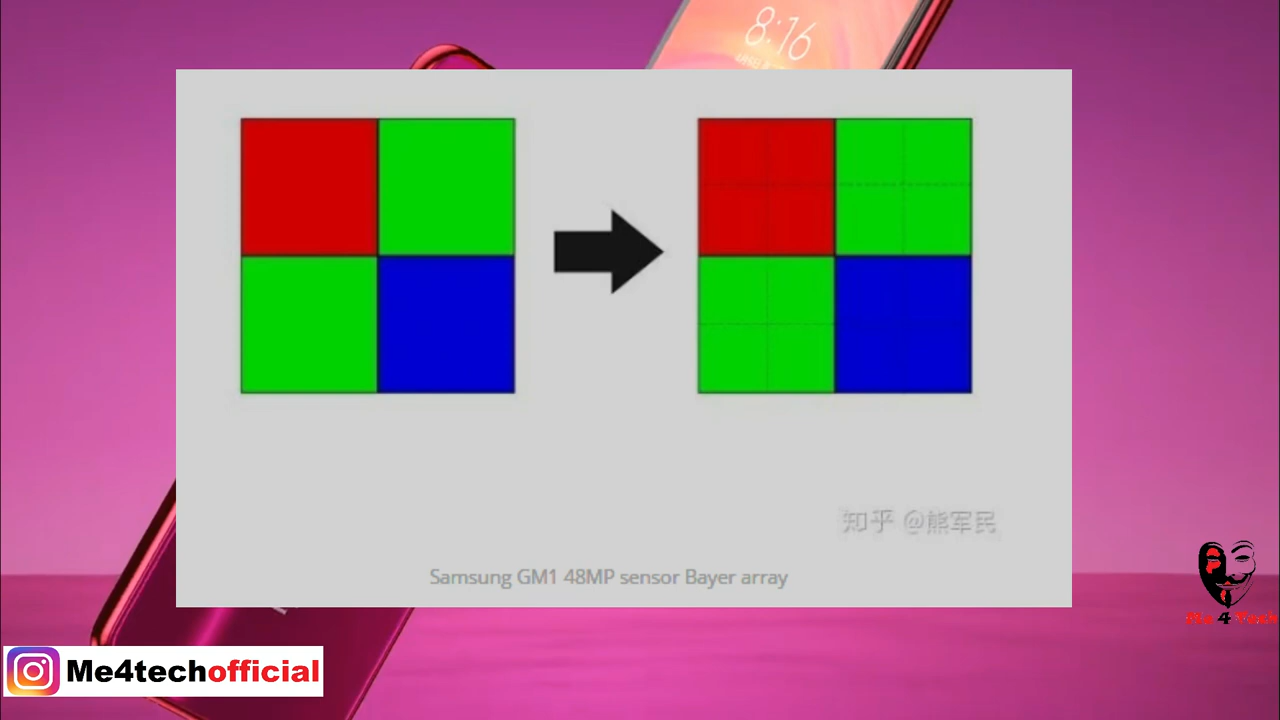 8:16
知乎 @熊军民
Samsung GM1 48MP sensor Bayer array
Me4techofficial
Me 4 Tech